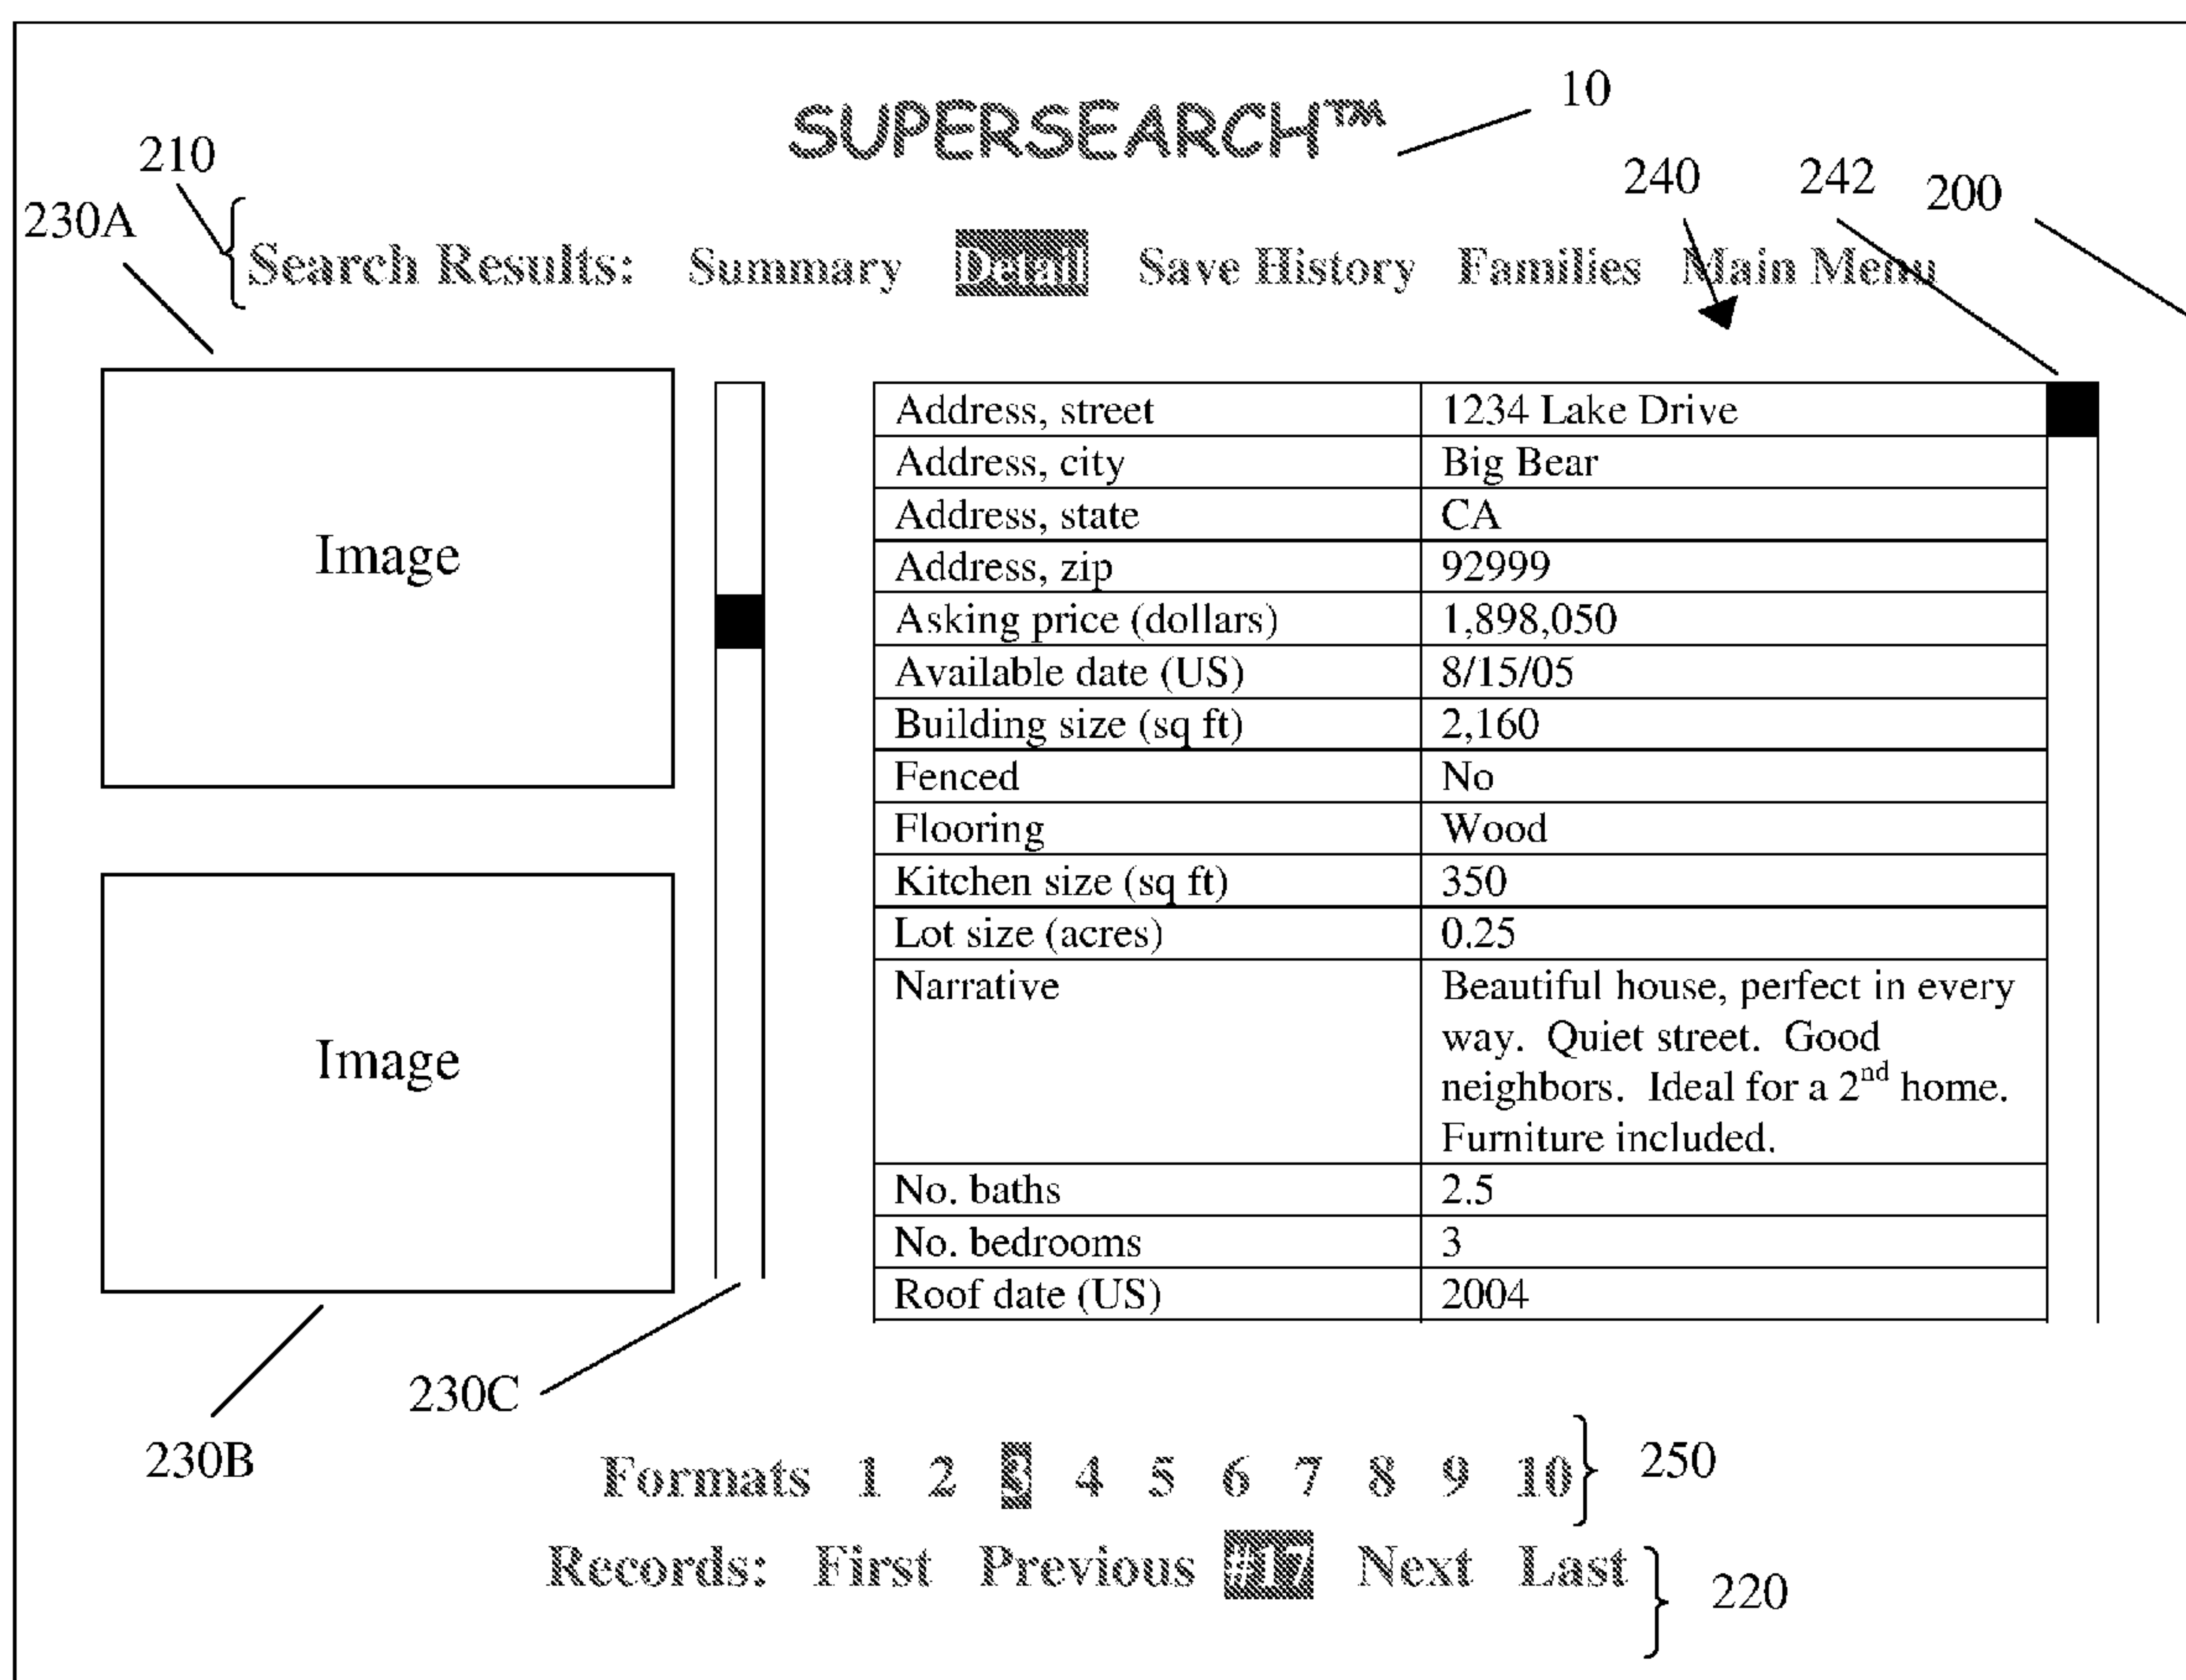 SUPERSEARCH™
10
210
240
242
200
230A
Search Results: Summary Detail Save History Families Main Menu
Image
Image
Address, street 1234 Lake Drive
Address, city Big Bear
Address, state CA
Address, zip 92999
Asking price (dollars) 1,898,050
Available date (US) 8/15/05
Building size (sq ft) 2,160
Fenced No
Flooring Wood
Kitchen size (sq ft) 350
Lot size (acres) 0.25
Narrative Beautiful house, perfect in every
way. Quiet street. Good
neighbors. Ideal for a 2nd home.
Furniture included.
No. baths 2.5
No. bedrooms 3
Roof date (US) 2004
230C
230B
Formats 1 2 3 4 5 6 7 8 9 10
250
Records: First Previous #17 Next Last
220